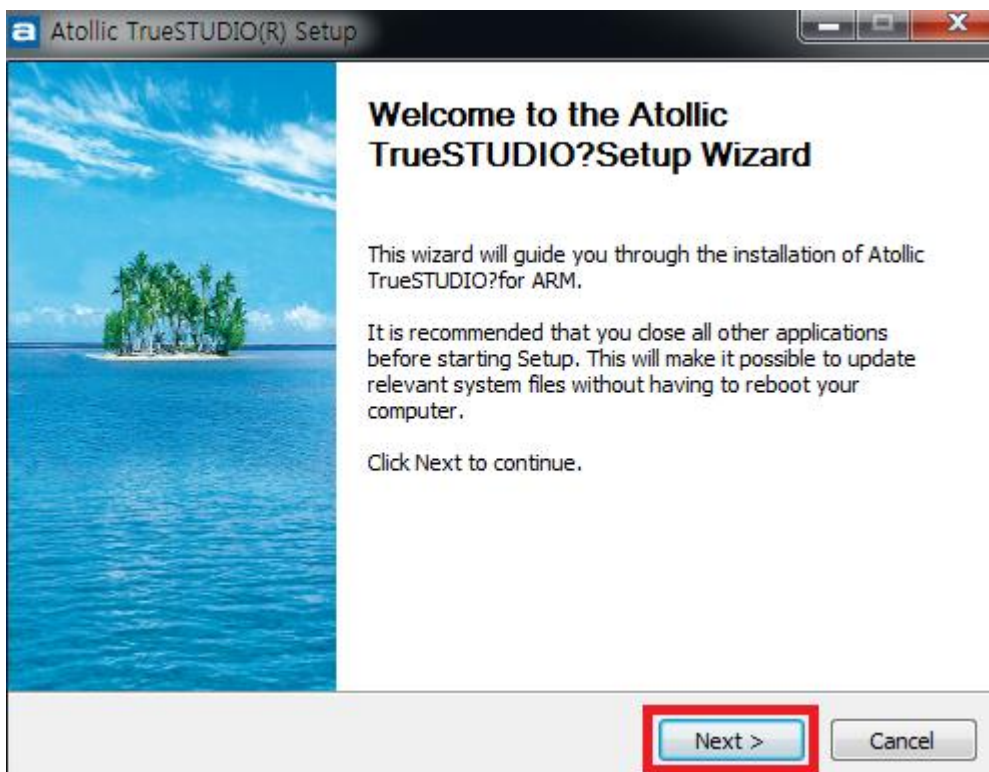 a Atollic TrueSTUDIO(R) Setup
Welcome to the Atollic
TrueSTUDIO?Setup Wizard
This wizard will guide you through the installation of Atollic
TrueSTUDIO?for ARM.
It is recommended that you close all other applications
before starting Setup. This will make it possible to update
relevant system files without having to reboot your
computer.
Click Next to continue.
Next >
Cancel